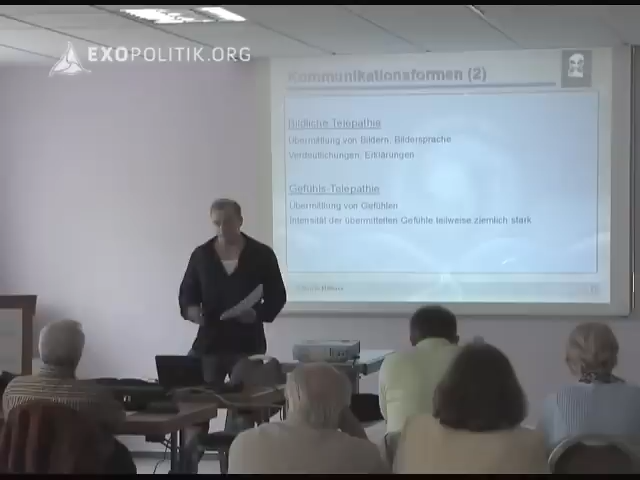 EXOPOLITIK.ORG
Kommunikationsformen (2)
Bildliche Telepathie
Übermittlung von Bildern, Bildersprache
Verdeutlichungen, Erklärungen
Gefühls-Telepathie
Übermittlung von Gefühlen
Intensität der übermittelten Gefühle teilweise ziemlich stark